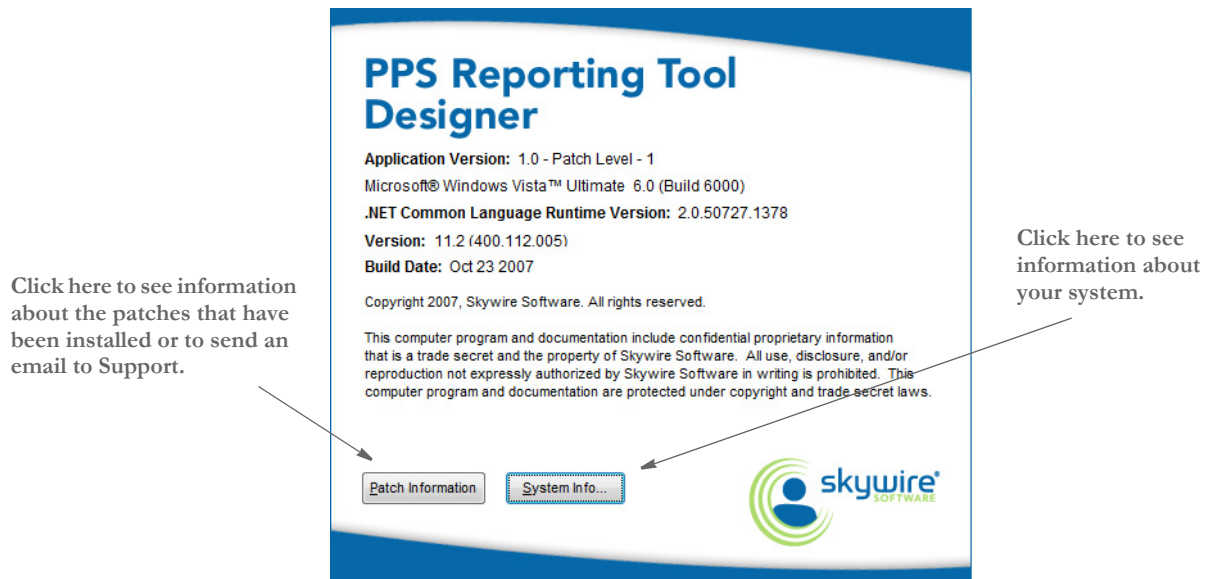 PPS Reporting Tool
Designer
Application Version: 1.0 - Patch Level - 1
Microsoft® Windows Vista™ Ultimate 6.0 (Build 6000)
.NET Common Language Runtime Version: 2.0.50727.1378
Version: 11.2 (400.112.005)
Build Date: Oct 23 2007
Copyright 2007, Skywire Software. All rights reserved.
This computer program and documentation include confidential proprietary information
that is a trade secret and the property of Skywire Software. All use, disclosure, and/or
reproduction not expressly authorized by Skywire Software in writing is prohibited. This
computer program and documentation are protected under copyright and trade secret laws.
Patch Information
System Info...
skywire®
SOFTWARE
Click here to see information
about the patches that have
been installed or to send an
email to Support.
Click here to see
information about
your system.